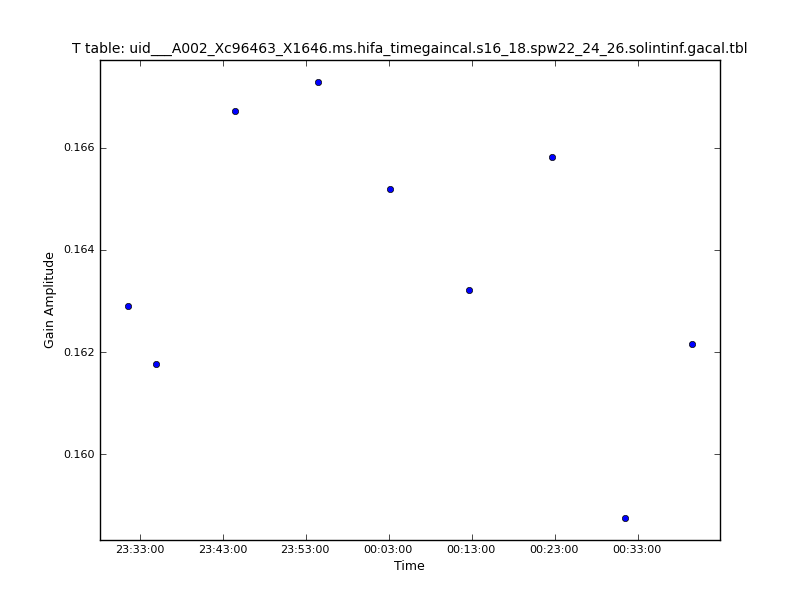 T table: uid___A002_Xc96463_X1646.ms.hifa_timegaincal.s16_18.spw22_24_26.solintinf.gacal.tbl
0.166
0.164
0.162
0.160
Gain Amplitude
23:33:00 23:43:00 23:53:00 00:03:00 00:13:00 00:23:00 00:33:00
Time